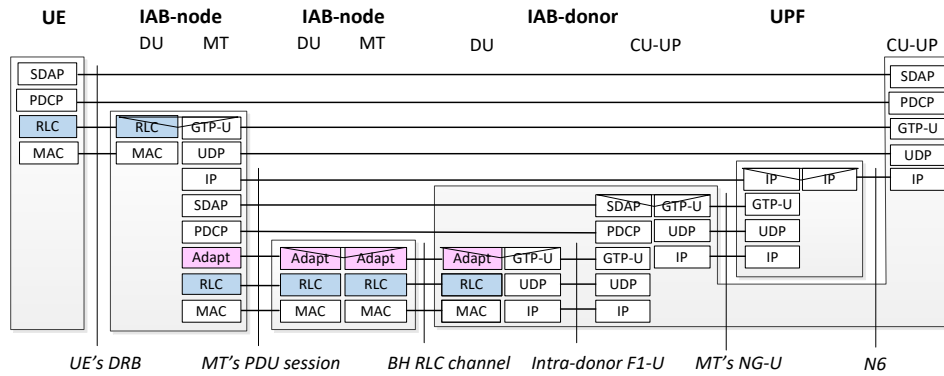 UE IAB-node IAB-node IAB-donor UPF
DU MT DU MT DU CU-UP CU-UP
SDAP SDAP
PDCP PDCP
RLC RLC GTP-U GTP-U
MAC MAC UDP UDP
IP IP IP IP
SDAP SDAP GTP-U GTP-U
PDCP PDCP UDP UDP
Adapt Adapt Adapt Adapt GTP-U GTP-U IP IP
RLC RLC RLC RLC UDP UDP
MAC MAC MAC MAC IP IP
UE's DRB MT's PDU session BH RLC channel Intra-donor F1-U MT's NG-U N6